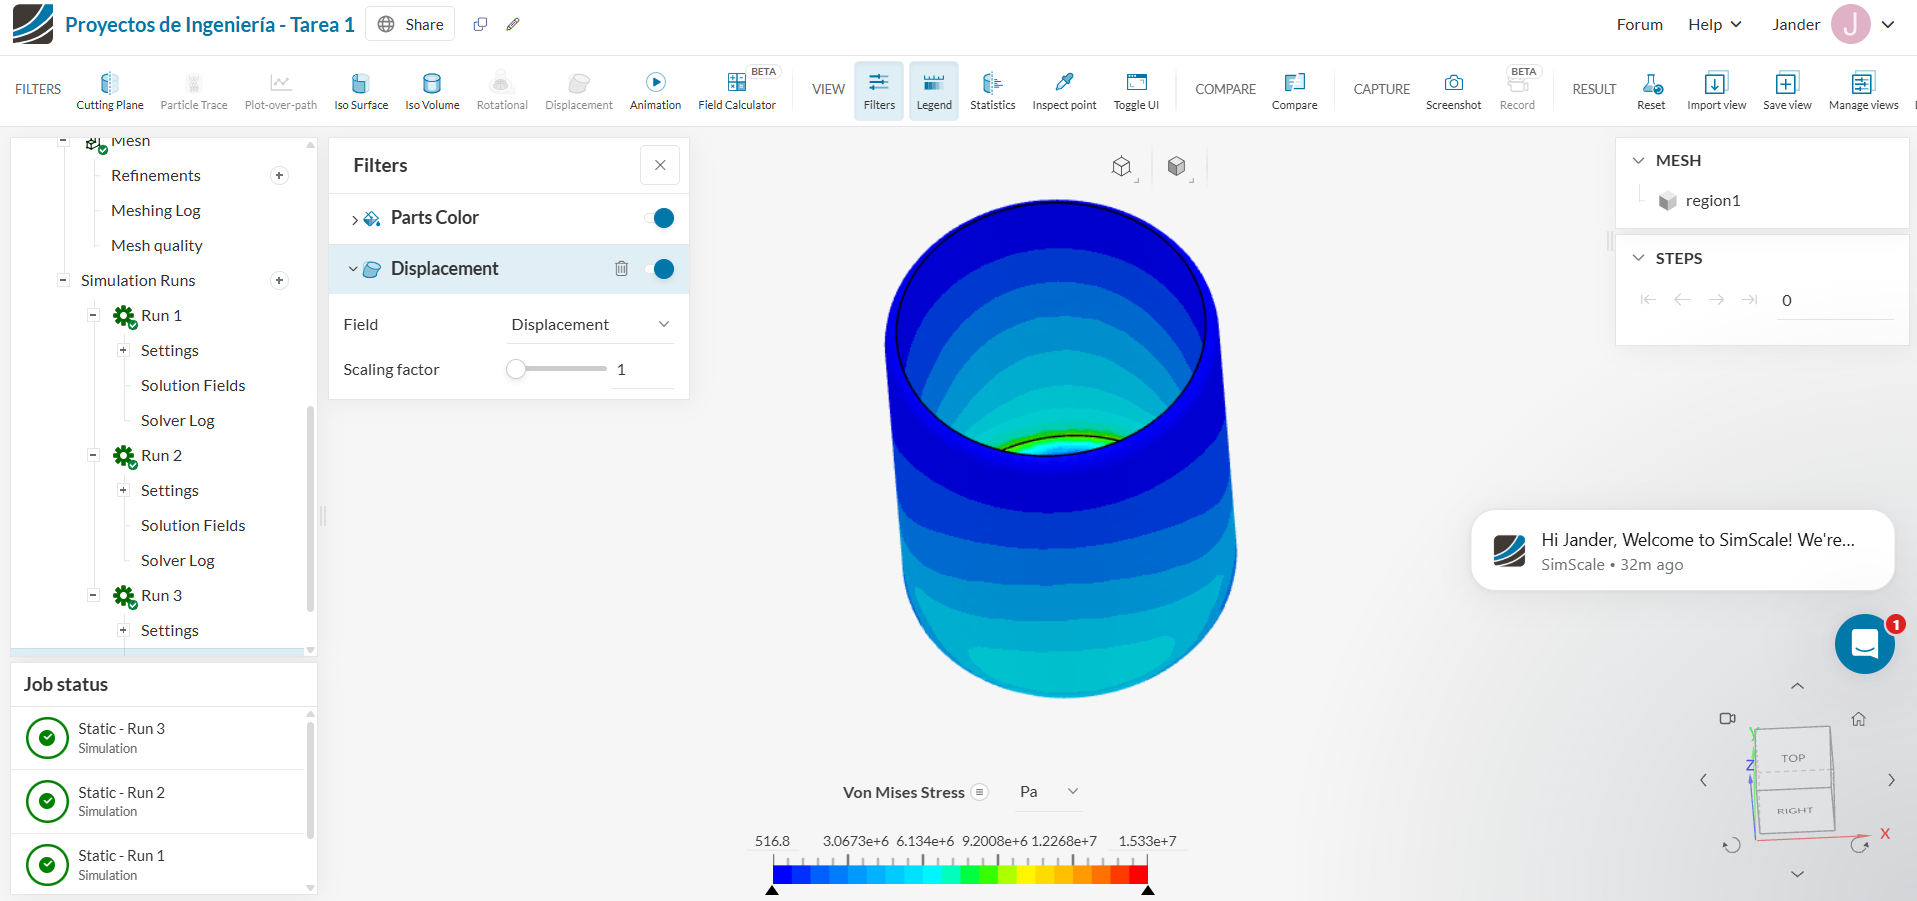 Proyectos de Ingeniería - Tarea 1
Share
Forum
Help
Jander
J
FILTERS
Cutting Plane
Particle Trace
Plot-over-path
Iso Surface
Iso Volume
Rotational
Displacement
Animation
BETA
Field Calculator
VIEW
Filters
Legend
Statistics
Inspect point
Toggle UI
COMPARE
Compare
CAPTURE
Screenshot
BETA
Record
RESULT
Reset
Import view
Save view
Manage views
Mesh
Refinements
Meshing Log
Mesh quality
Simulation Runs
Run 1
Settings
Solution Fields
Solver Log
Run 2
Settings
Solution Fields
Solver Log
Run 3
Settings
Job status
Static - Run 3
Simulation
Static - Run 2
Simulation
Static - Run 1
Simulation
Filters
Parts Color
Displacement
Field
Displacement
Scaling factor
1
MESH
region1
STEPS
0
Hi Jander, Welcome to SimScale! We're...
SimScale • 32m ago
1
Von Mises Stress
Pa
516.8
3.0673e+6
6.134e+6
9.2008e+6
1.2268e+7
1.533e+7
Y
Z
TOP
RIGHT
X